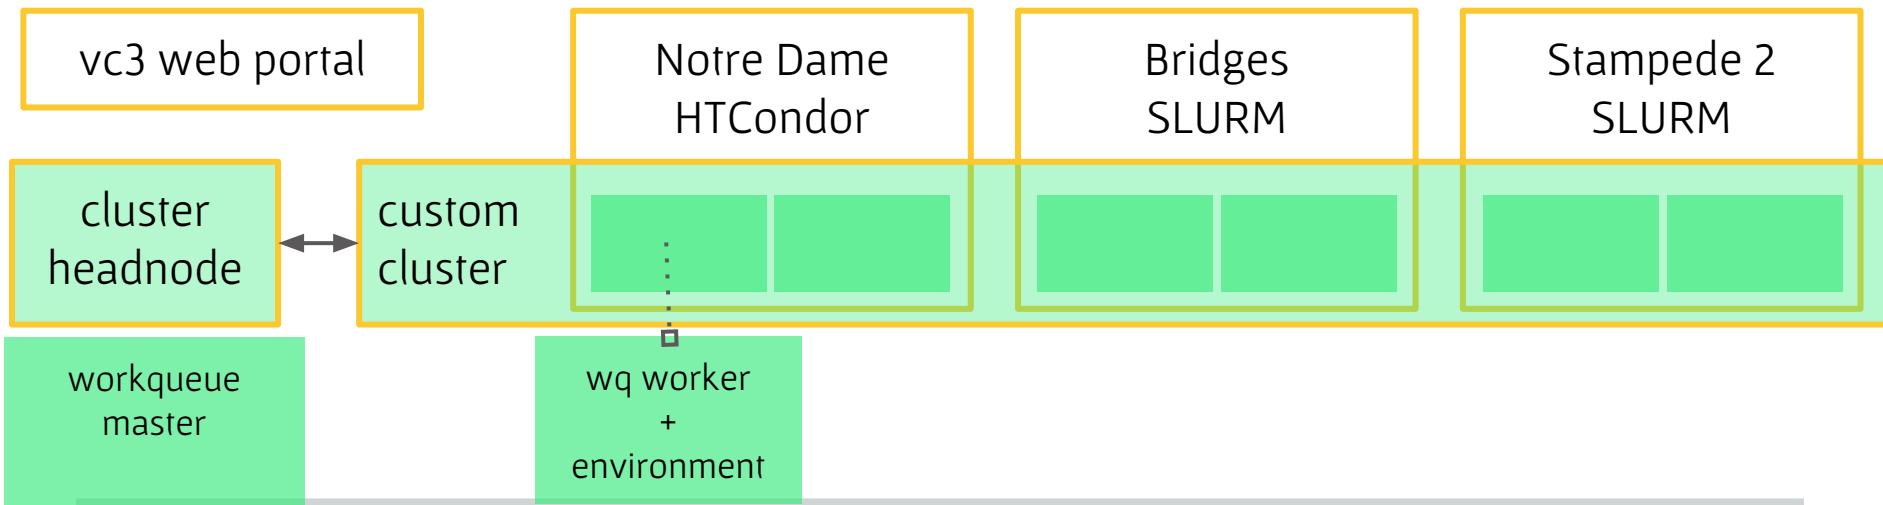 vc3 web portal
Notre Dame
HTCondor
Bridges
SLURM
Stampede 2
SLURM
cluster
headnode
custom
cluster
workqueue
master
wq worker
+
environment